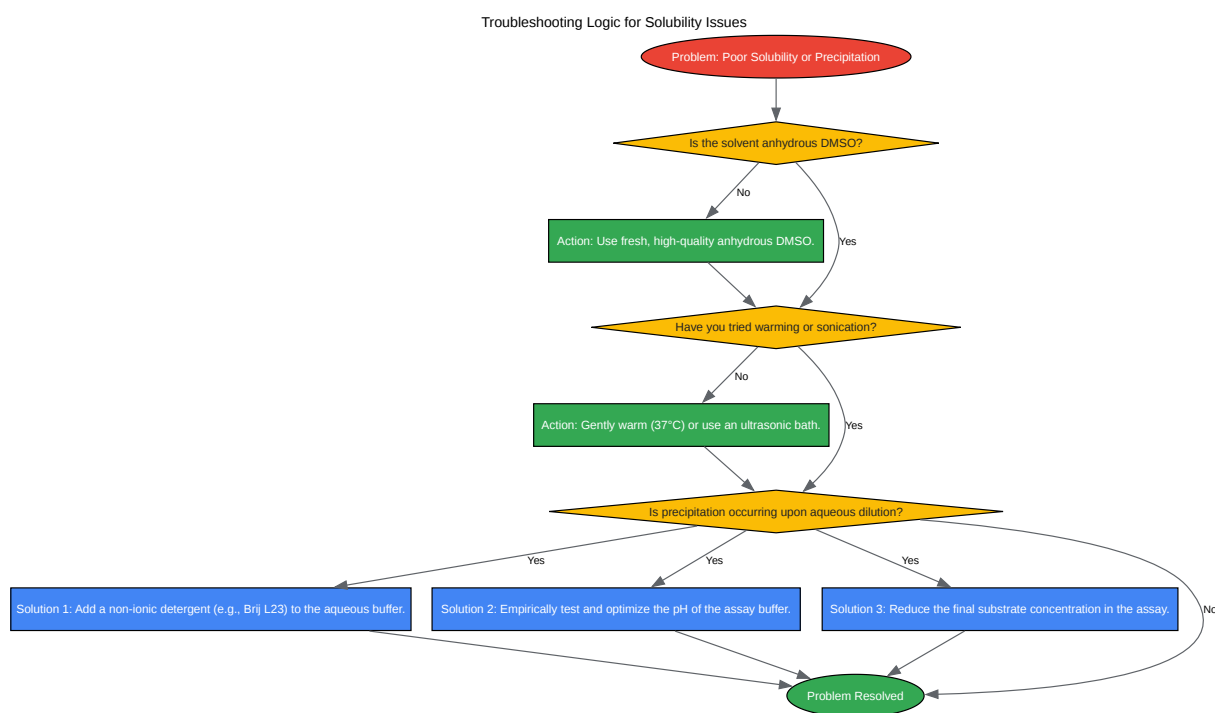 Troubleshooting Logic for Solubility Issues
Problem: Poor Solubility or Precipitation
Is the solvent anhydrous DMSO?
No
Action: Use fresh, high-quality anhydrous DMSO.
Yes
Have you tried warming or sonication?
No
Action: Gently warm (37°C) or use an ultrasonic bath.
Yes
Is precipitation occurring upon aqueous dilution?
Yes
Yes
Yes
Solution 1: Add a non-ionic detergent (e.g., Brij L23) to the aqueous buffer.
Solution 2: Empirically test and optimize the pH of the assay buffer.
Solution 3: Reduce the final substrate concentration in the assay.
No
Problem Resolved